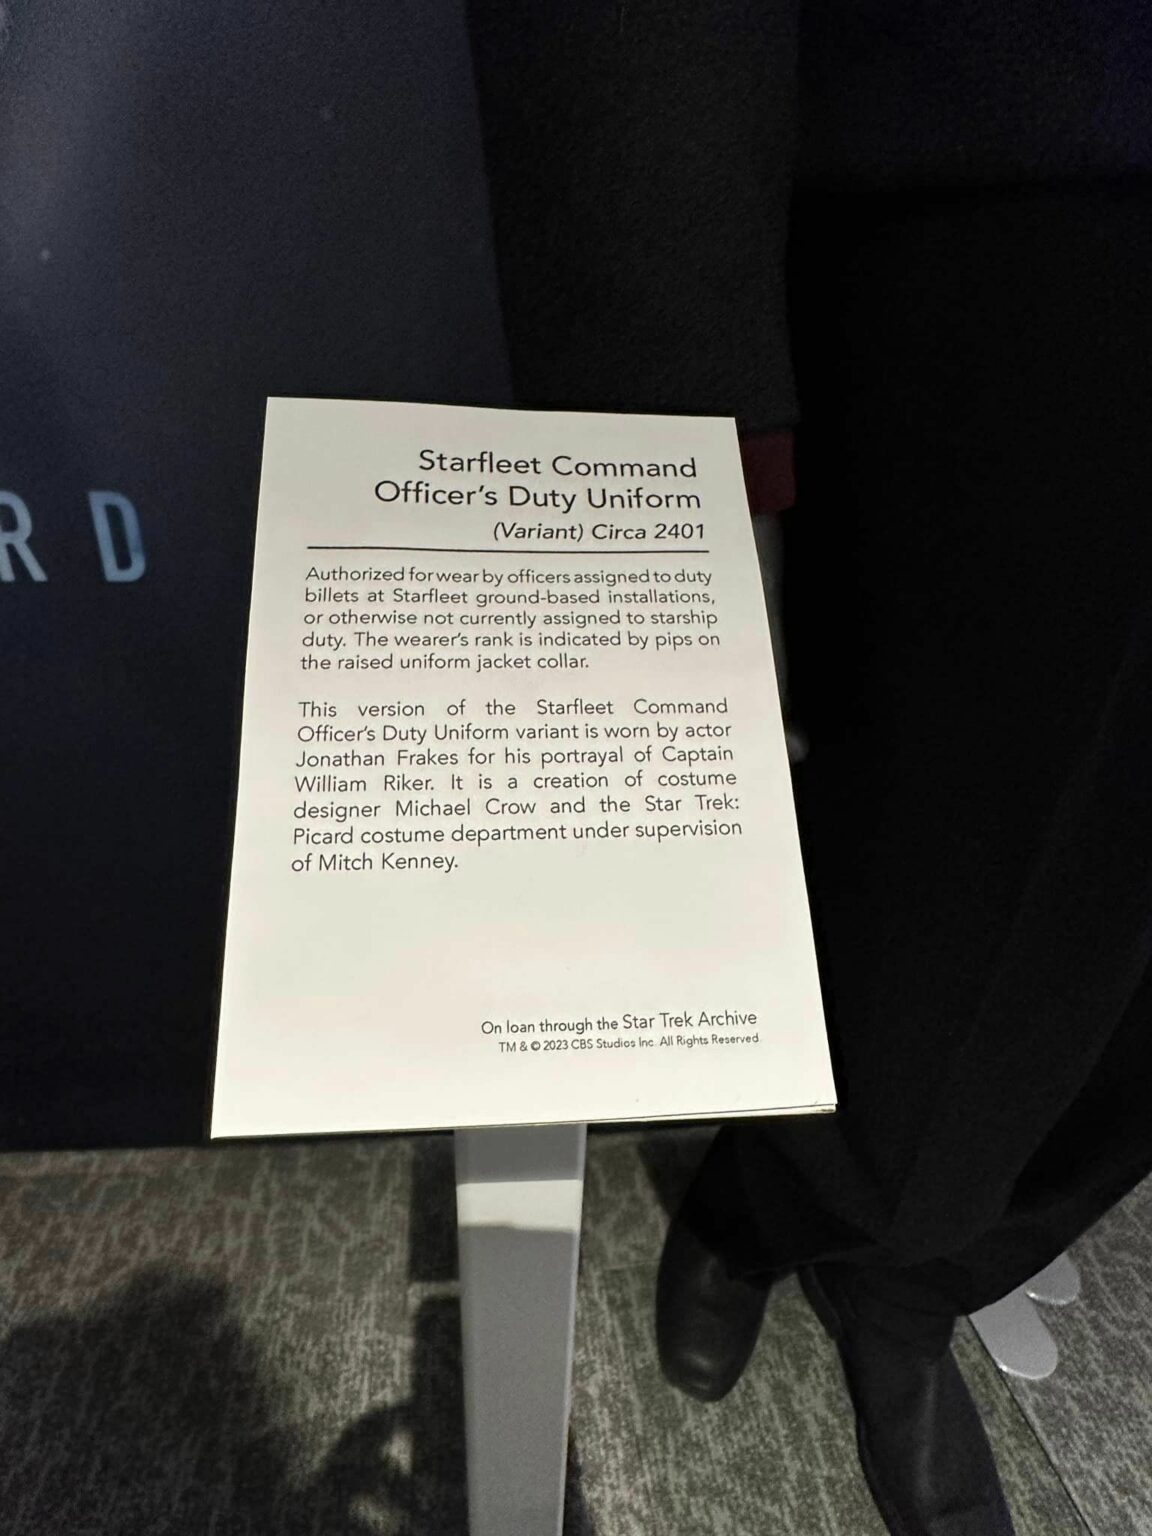 Starfleet Command
Officer's Duty Uniform
(Variant) Circa 2401
Authorized for wear by officers assigned to duty
billets at Starfleet ground-based installations,
or otherwise not currently assigned to starship
duty. The wearer's rank is indicated by pips on
the raised uniform jacket collar.
This version of the Starfleet Command
Officer's Duty Uniform variant is worn by actor
Jonathan Frakes for his portrayal of Captain
William Riker. It is a creation of costume
designer Michael Crow and the Star Trek:
Picard costume department under supervision
of Mitch Kenney.
On loan through the Star Trek Archive
TM & © 2023 CBS Studios Inc. All Rights Reserved.
R D